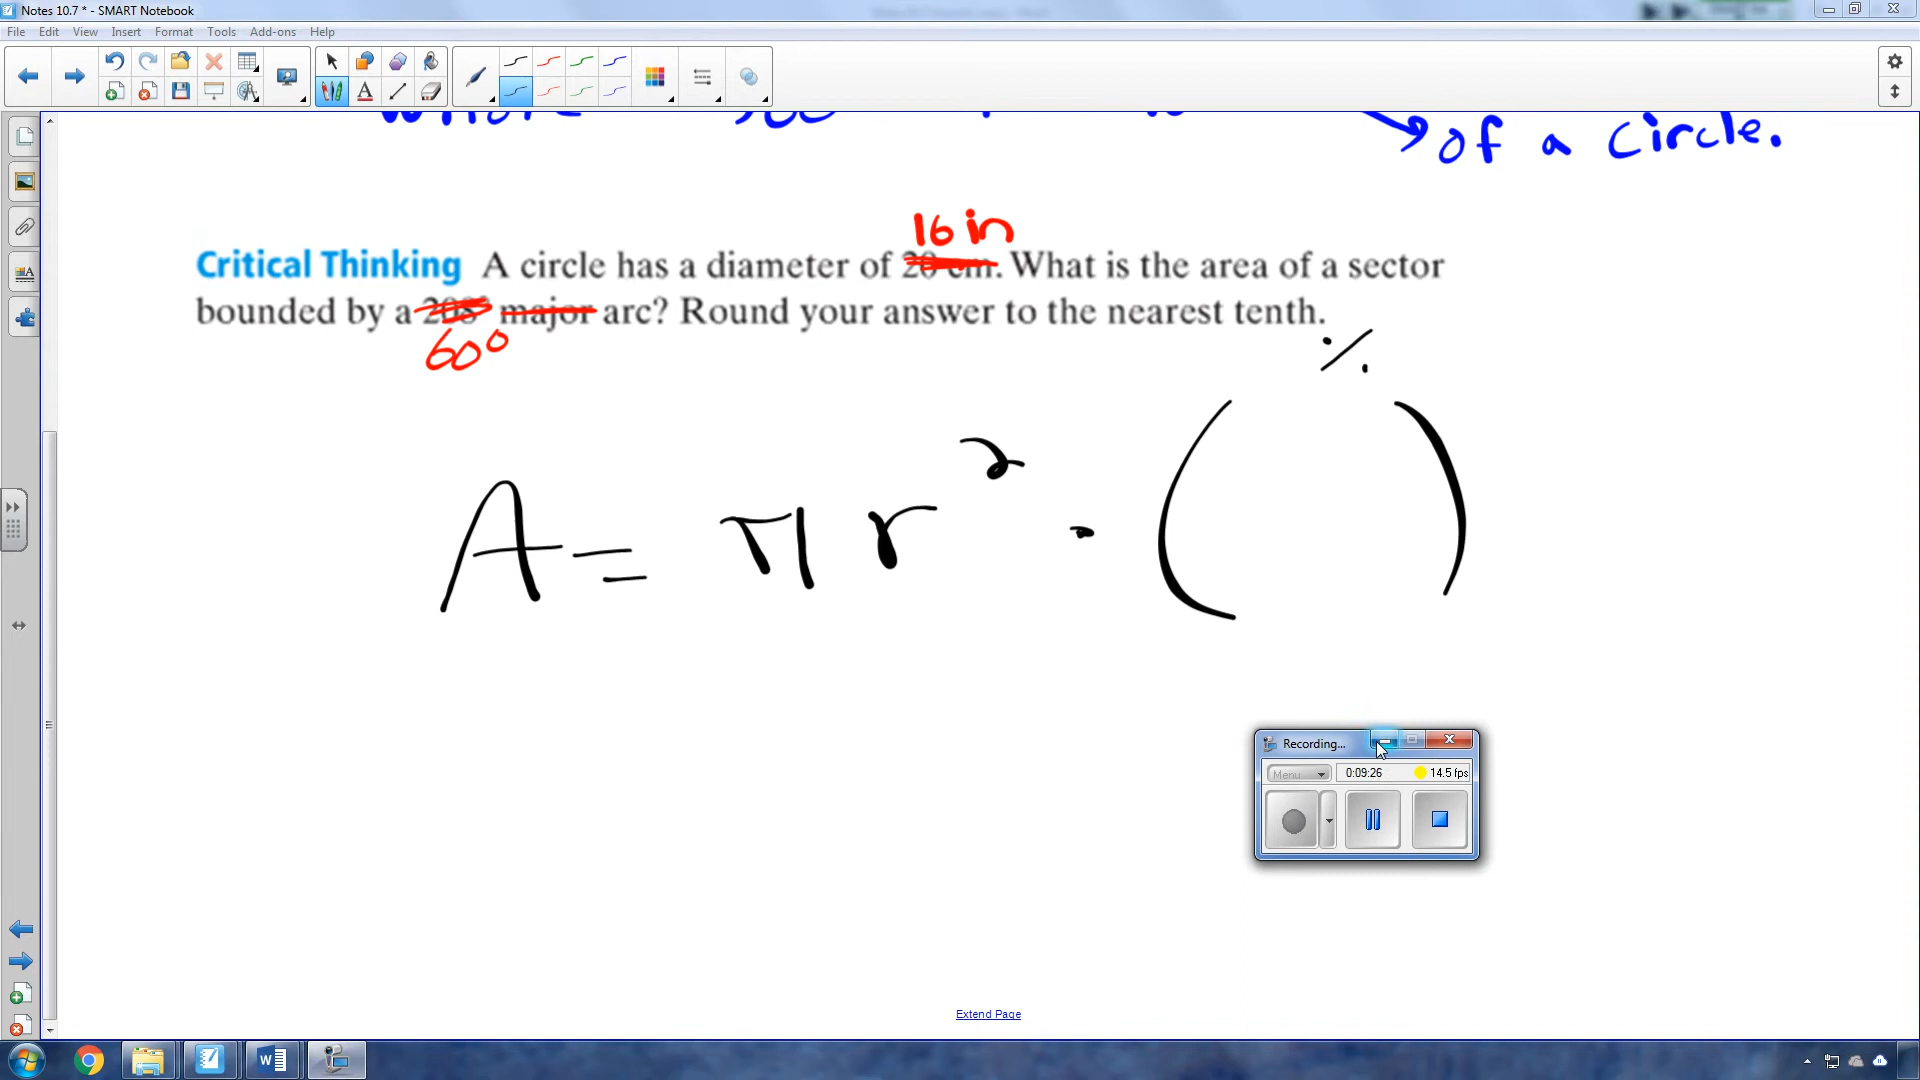 Notes 10.7 * - SMART Notebook
File Edit View Insert Format Tools Add-ons Help
of a circle.
16 in
Critical Thinking A circle has a diameter of 20 cm. What is the area of a sector
bounded by a 208° major arc? Round your answer to the nearest tenth.
60°
%
A = π r² · ( )
Recording...
Menu 0:09:26 14.5 fps
Extend Page